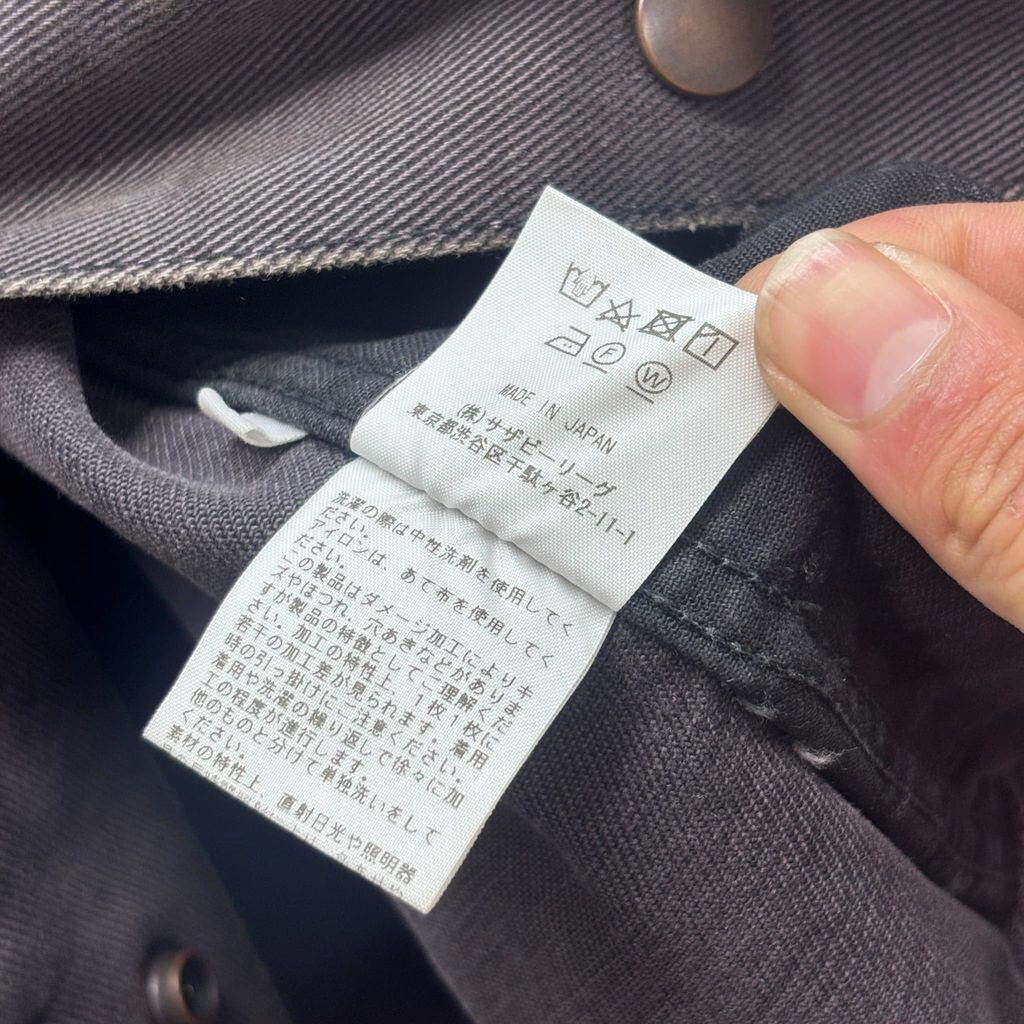 F W
MADE IN JAPAN
(株)サザビーリーグ
東京都渋谷区千駄ケ谷2-11-1
洗濯の際は中性洗剤を使用してく
ださい。
アイロンは、あて布を使用してく
ださい。
この製品はダメージ加工によりキ
ズやほつれ、穴あきなどがありま
すが製品の特徴としてご理解くだ
さい。加工の特性上、1枚1枚に
若干の加工差が見られます。着用
時の引っ掛けにご注意ください。
着用や洗濯の繰り返しで徐々に加
工の程度が進行します。
他のものと分けて単独洗いをして
ください。
素材の特性上、直射日光や照明器